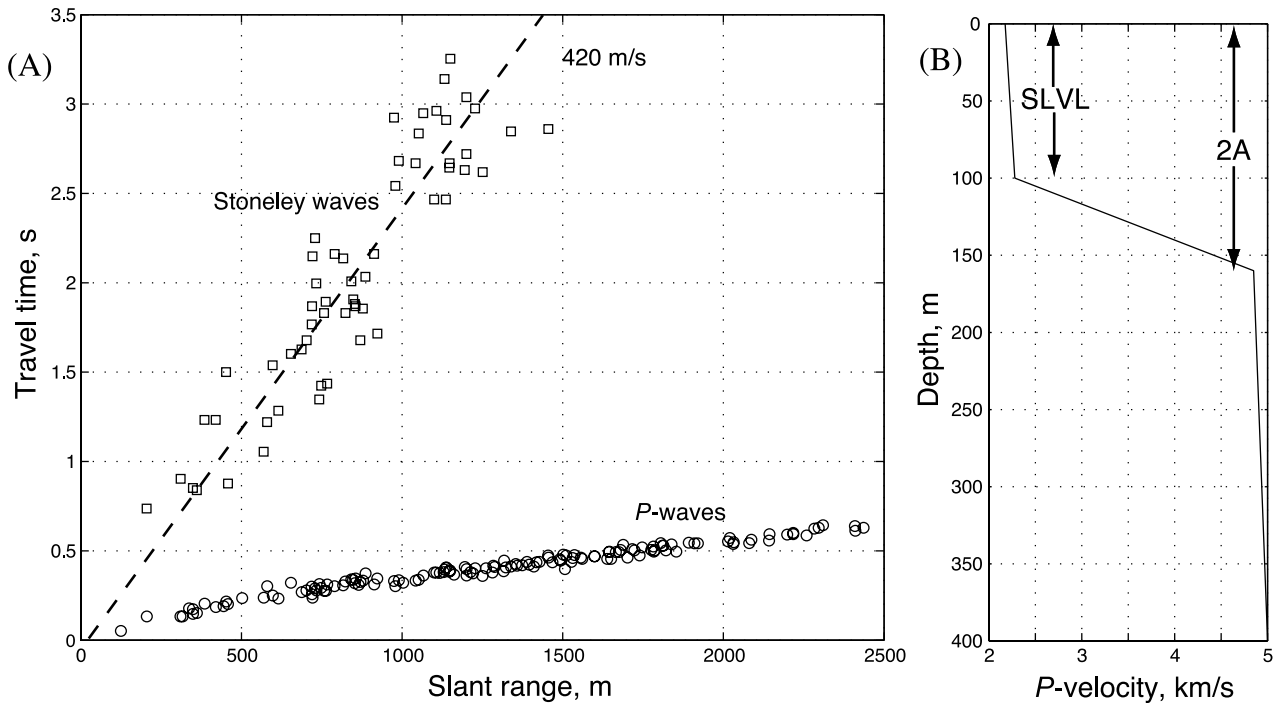 (A)
3.5
3
2.5
2
1.5
1
0.5
0
Travel time, s
420 m/s
Stoneley waves
P-waves
0 500 1000 1500 2000 2500
Slant range, m
(B)
0
50
100
150
200
250
300
350
400
Depth, m
SLVL
2A
2 3 4 5
P-velocity, km/s